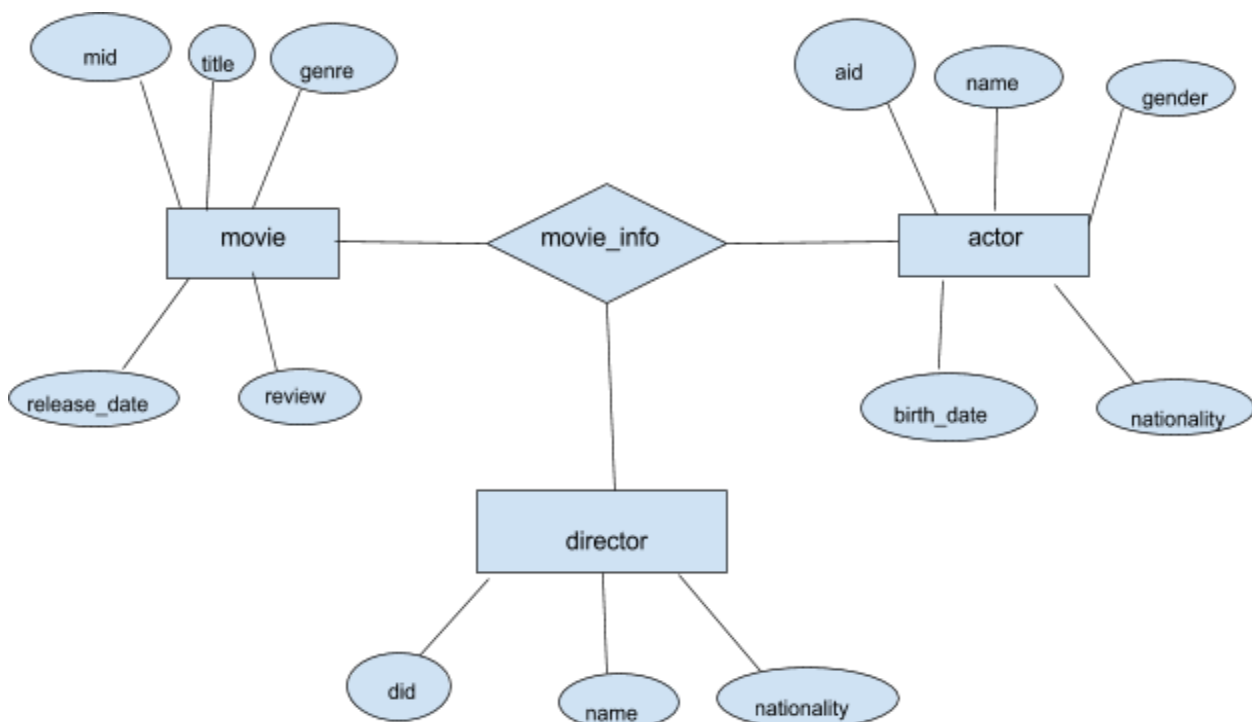 mid
title
genre
aid
name
gender
movie
movie_info
actor
release_date
review
birth_date
nationality
director
did
name
nationality